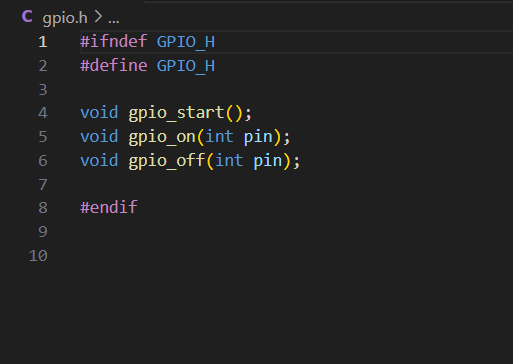 C gpio.h > ...
1 #ifndef GPIO_H
2 #define GPIO_H
3
4 void gpio_start();
5 void gpio_on(int pin);
6 void gpio_off(int pin);
7
8 #endif
9
10